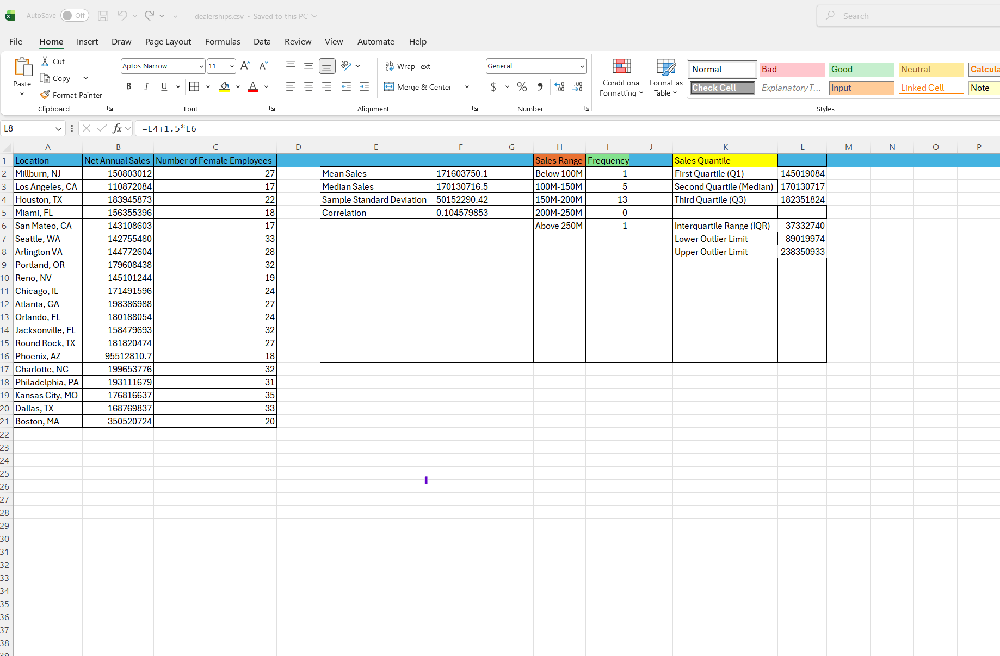 AutoSave Off dealerships.csv • Saved to this PC Search
File Home Insert Draw Page Layout Formulas Data Review View Automate Help
Paste Cut Copy Format Painter Clipboard
Aptos Narrow 11 A A B I U A Font
ab Wrap Text Merge & Center Alignment
General $ % 9 .00 .00 Number
Conditional Formatting Format as Table
Normal Bad Good Neutral Calcula
Check Cell Explanatory T... Input Linked Cell Note
Styles
L8 fx =L4+1.5*L6
A B C D E F G H I J K L M N O P
1 Location Net Annual Sales Number of Female Employees Sales Range Frequency Sales Quantile
2 Millburn, NJ 150803012 27 Mean Sales 171603750.1 Below 100M 1 First Quartile (Q1) 145019084
3 Los Angeles, CA 110872084 17 Median Sales 170130716.5 100M-150M 5 Second Quartile (Median) 170130717
4 Houston, TX 183945873 22 Sample Standard Deviation 50152290.42 150M-200M 13 Third Quartile (Q3) 182351824
5 Miami, FL 156355396 18 Correlation 0.104579853 200M-250M 0
6 San Mateo, CA 143108603 17 Above 250M 1 Interquartile Range (IQR) 37332740
7 Seattle, WA 142755480 33 Lower Outlier Limit 89019974
8 Arlington VA 144772604 28 Upper Outlier Limit 238350933
9 Portland, OR 179608438 32
10 Reno, NV 145101244 19
11 Chicago, IL 171491596 24
12 Atlanta, GA 198386988 27
13 Orlando, FL 180188054 24
14 Jacksonville, FL 158479693 32
15 Round Rock, TX 181820474 27
16 Phoenix, AZ 95512810.7 18
17 Charlotte, NC 199653776 32
18 Philadelphia, PA 193111679 31
19 Kansas City, MO 176816637 35
20 Dallas, TX 168769837 33
21 Boston, MA 350520724 20
22
23
24
25
26
27
28
29
30
31
32
33
34
35
36
37
38